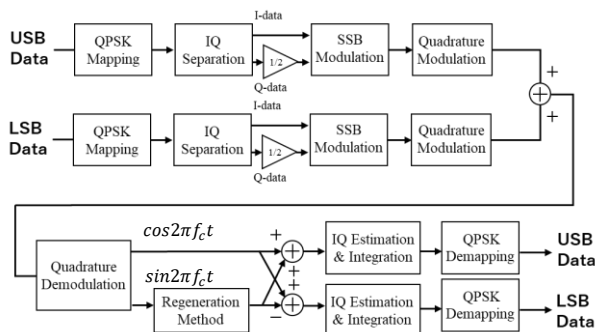 USB
Data
QPSK
Mapping
IQ
Separation
I-data
1/2
Q-data
SSB
Modulation
Quadrature
Modulation
+
+
+
LSB
Data
QPSK
Mapping
IQ
Separation
I-data
1/2
Q-data
SSB
Modulation
Quadrature
Modulation
Quadrature
Demodulation
cos2πf_ct
sin2πf_ct
Regeneration
Method
+
+
+
+
+
−
IQ Estimation
& Integration
QPSK
Demapping
USB
Data
IQ Estimation
& Integration
QPSK
Demapping
LSB
Data